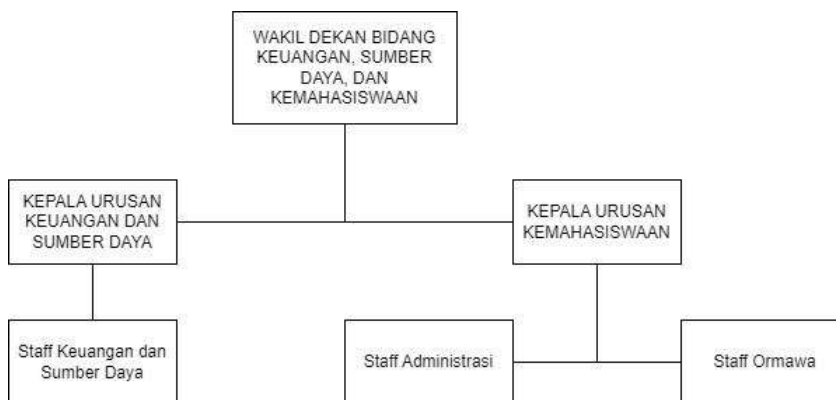 WAKIL DEKAN BIDANG
KEUANGAN, SUMBER
DAYA, DAN
KEMAHASISWAAN
KEPALA URUSAN
KEUANGAN DAN
SUMBER DAYA
KEPALA URUSAN
KEMAHASISWAAN
Staff Keuangan dan
Sumber Daya
Staff Administrasi
Staff Ormawa